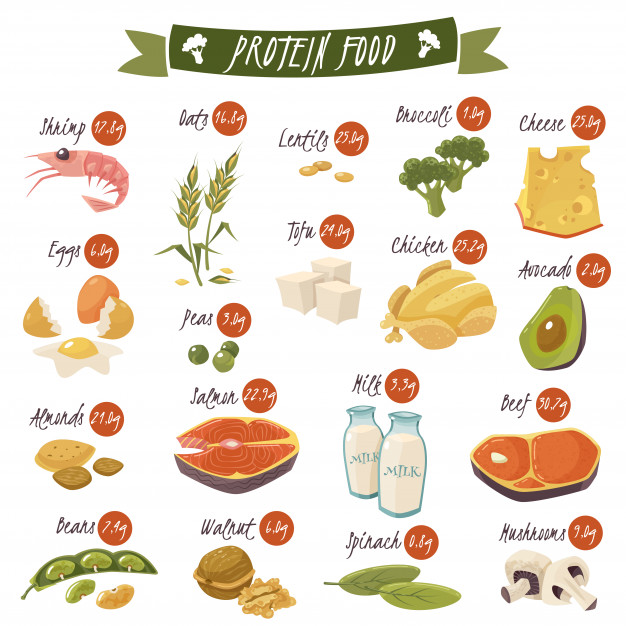 PROTEIN FOOD
Shrimp 17,8g
Oats 16,8g
Lentils 25,0g
Broccoli 1,0g
Cheese 25,0g
Eggs 6,0g
Tofu 24,0g
Chicken 25,2g
Avocado 2,0g
Peas 3,0g
Almonds 21,0g
Salmon 22,9g
Milk 3,3g
MILK
MILK
Beef 30,7g
Beans 7,4g
Walnut 6,0g
Spinach 0,8g
Mushrooms 9,0g